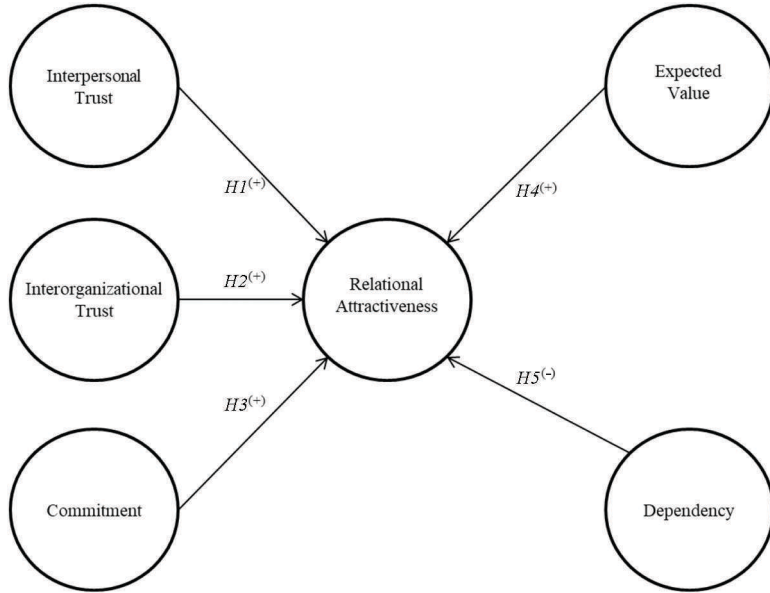 Interpersonal
Trust
Expected
Value
H1(+)
H4(+)
Interorganizational
Trust
H2(+)
Relational
Attractiveness
H3(+)
H5(-)
Commitment
Dependency